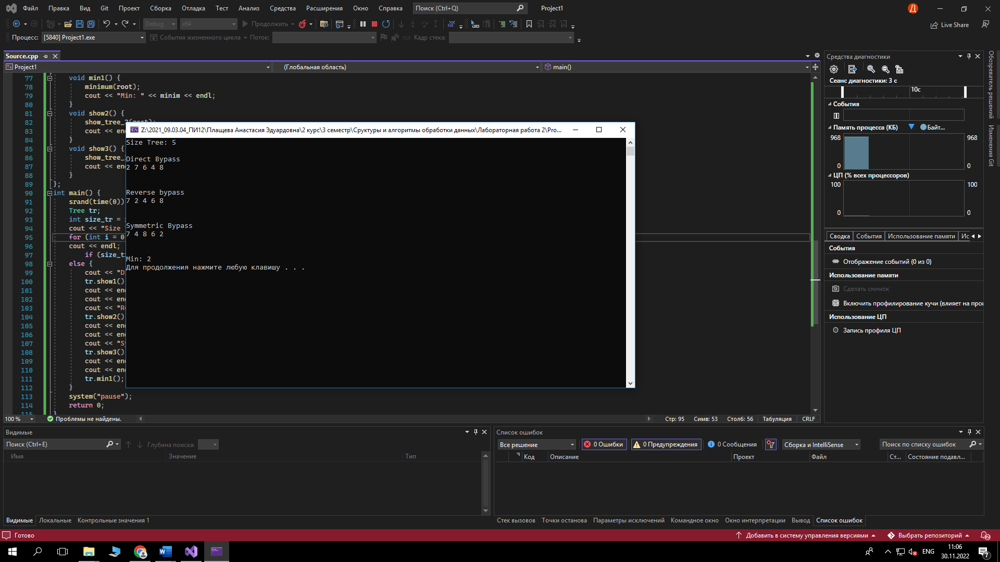 Файл Правка Вид Git Проект Сборка Отладка Тест Анализ Средства Расширения Окно Справка Поиск (Ctrl+Q) Project1 Д
Debug x64 Продолжить Live Share
Процесс: [5840] Project1.exe События жизненного цикла Поток: Кадр стека:
Source.cpp
Project1 (Глобальная область) main()
77 void min1() {
78 minimum(root);
79 cout << "Min: " << minim << endl;
80 }
81 void show2() {
82 show_tree_2(root);
83 cout << en
84 }
85 void show3() {
86 show_tree_
87 cout << en
88 }
89 };
90 int main() {
91 srand(time(0))
92 Tree tr;
93 int size_tr =
94 cout << "Size
95 for (int i = 0
96 cout << endl;
97 if (size_t
98 else {
99 cout << "D
100 tr.show1()
101 cout << en
102 cout << en
103 cout << "R
104 tr.show2()
105 cout << en
106 cout << en
107 cout << "S
108 tr.show3()
109 cout << en
110 cout << en
111 tr.min1();
112 }
113 system("pause");
114 return 0;
115 }
Z:\2021_09.03.04_ПИ12\Плащева Анастасия Эдуардовна\2 курс\3 семестр\Сруктуры и алгоритмы обработки данных\Лабораторная работа 2\Pro...
Size Tree: 5
Direct Bypass
2 7 6 4 8
Reverse bypass
7 2 4 6 8
Symmetric Bypass
7 4 8 6 2
Min: 2
Для продолжения нажмите любую клавишу . . .
100 % Проблемы не найдены. Стр: 95 Симв: 53 Столб: 56 Табуляция CRLF
Средства диагностики
Сеанс диагностики: 3 с
10с
События
Память процесса (КБ) Байт...
968 968
0 0
ЦП (% всех процессоров)
100 100
0 0
Сводка События Использование памяти Ис
События
Отображение событий (0 из 0)
Использование памяти
Сделать снимок
Включить профилирование кучи (влияет на прои
Использование ЦП
Запись профиля ЦП
Обозреватель решений
Изменения Git
Видимые
Поиск (Ctrl+E) Глубина поиска:
Имя Значение Тип
Видимые Локальные Контрольные значения 1
Список ошибок
Все решение 0 Ошибки 0 Предупреждения 0 Сообщения Сборка и IntelliSense Поиск по списку ошибок
Код Описание Проект Файл Ст... Состояние подавл...
Стек вызовов Точки останова Параметры исключений Командное окно Окно интерпретации Вывод Список ошибок
Готово Добавить в систему управления версиями Выбрать репозиторий 2
ENG 11:06
30.11.2022 7